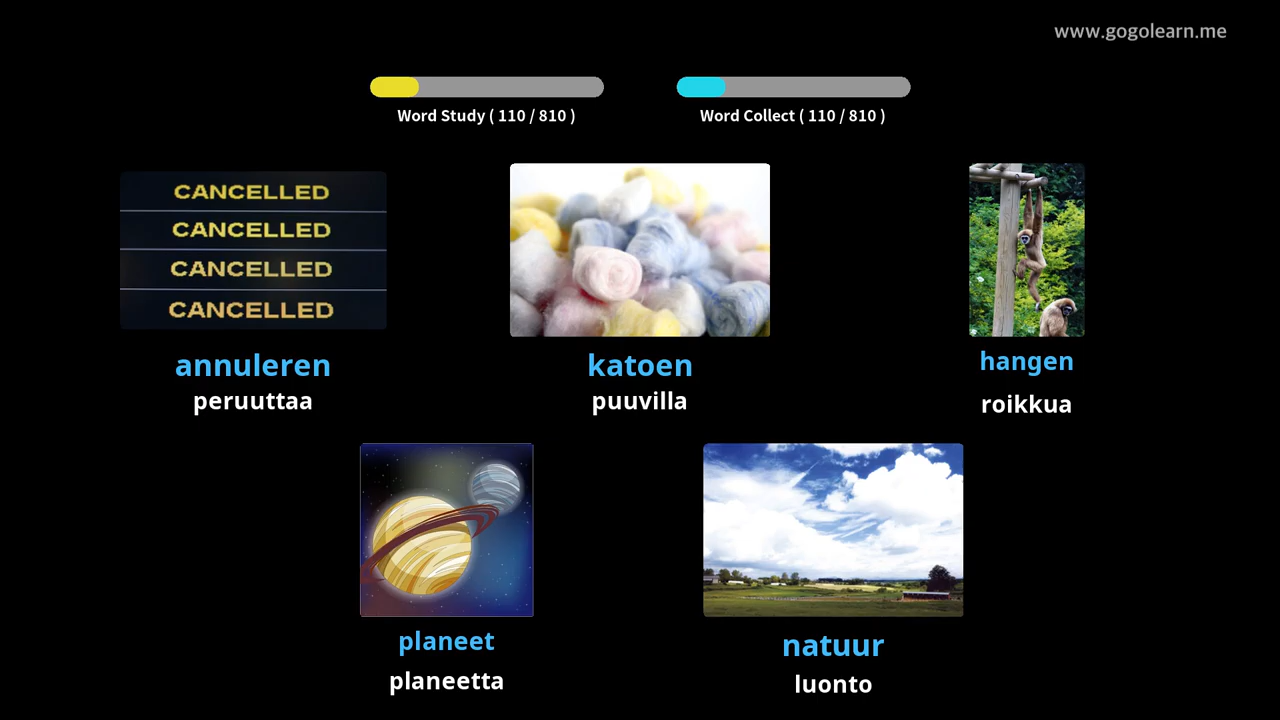 www.gogolearn.me
Word Study ( 110 / 810 )
Word Collect ( 110 / 810 )
CANCELLED
CANCELLED
CANCELLED
CANCELLED
annuleren
peruuttaa
katoen
puuvilla
hangen
roikkua
planeet
planeetta
natuur
luonto